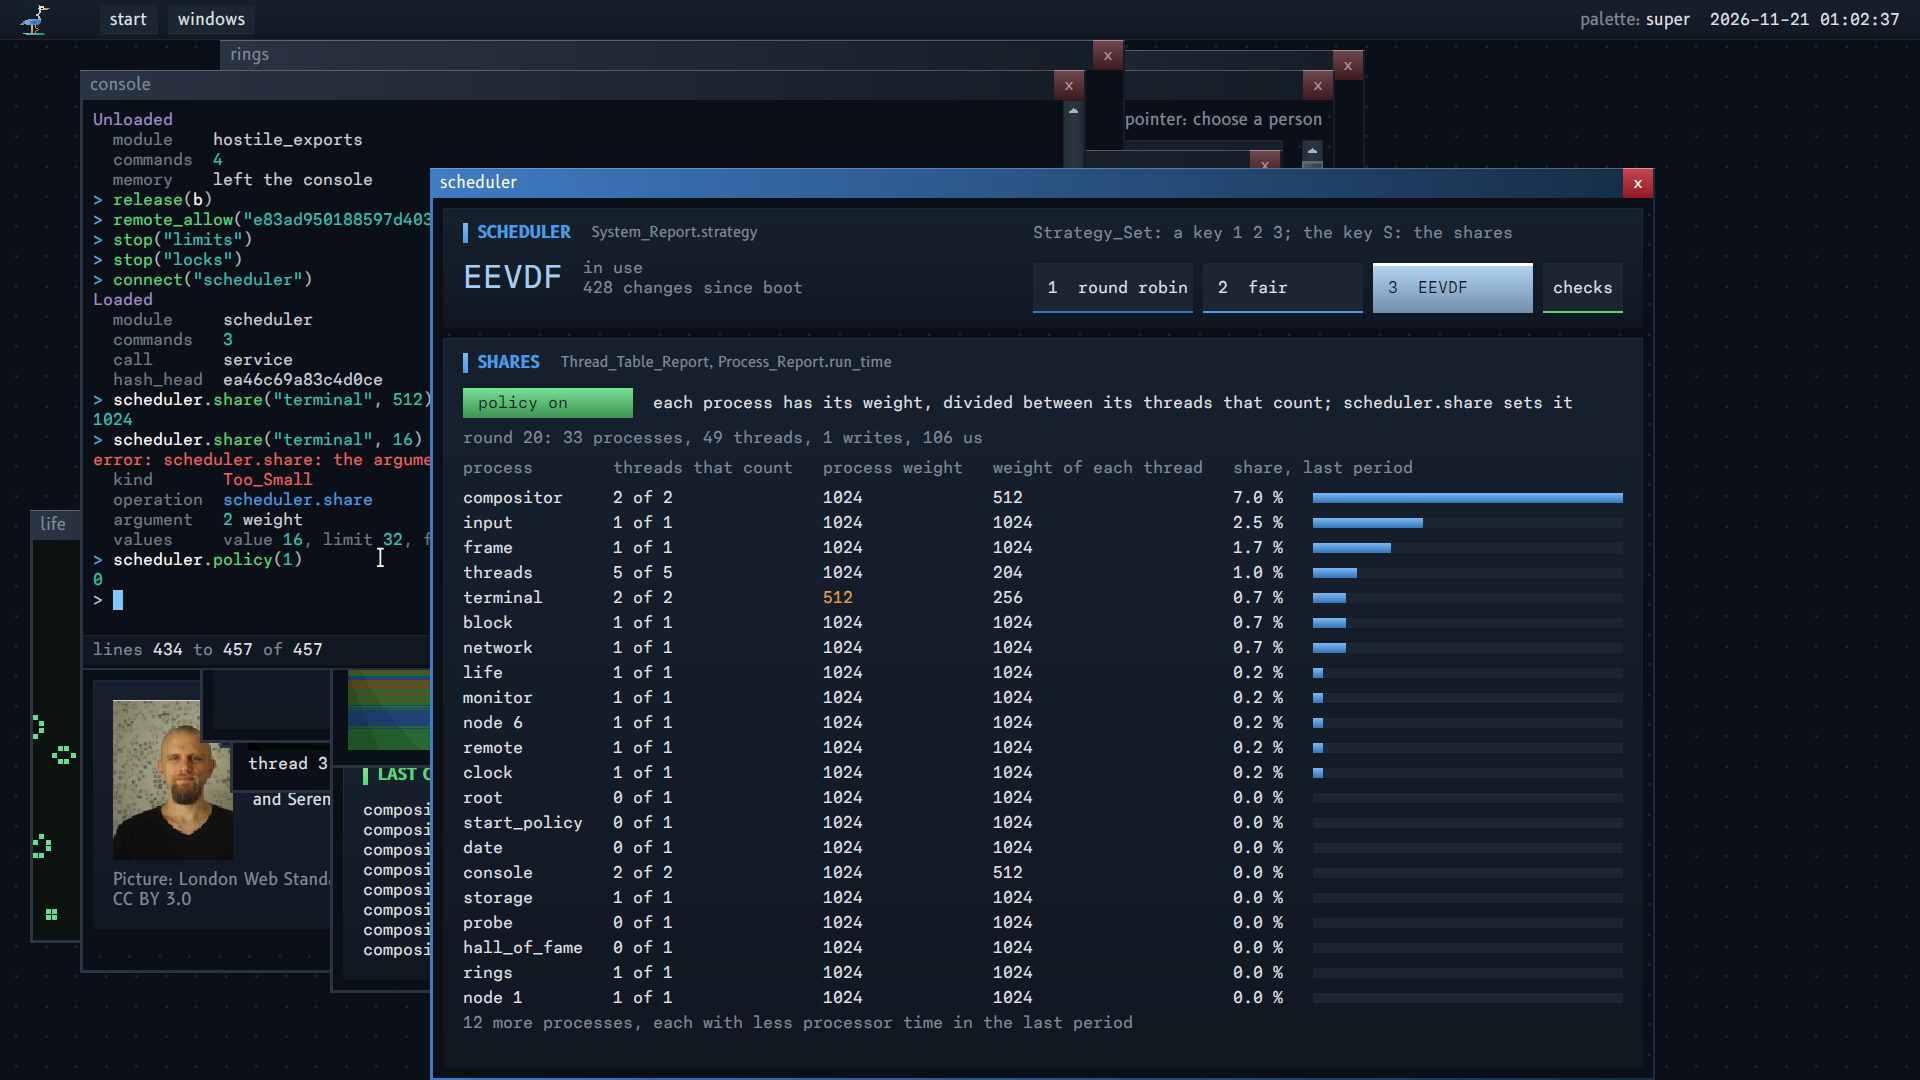 start windows palette: super 2026-11-21 01:02:37
rings x
x
console x
x
pointer: choose a person
Unloaded
module hostile_exports
commands 4
memory left the console
> release(b)
> remote_allow("e83ad950188597d403
> stop("limits")
> stop("locks")
> connect("scheduler")
Loaded
module scheduler
commands 3
call service
hash_head ea46c69a83c4d0ce
> scheduler.share("terminal", 512)
1024
> scheduler.share("terminal", 16)
error: scheduler.share: the argume
kind Too_Small
operation scheduler.share
argument 2 weight
values value 16, limit 32, f
> scheduler.policy(1)
0
>
lines 434 to 457 of 457
life
thread 3
and Seren
Picture: London Web Standa
CC BY 3.0
LAST C
composi
composi
composi
composi
composi
composi
composi
composi
x
scheduler x
SCHEDULER System_Report.strategy
Strategy_Set: a key 1 2 3; the key S: the shares
EEVDF in use
428 changes since boot
1 round robin 2 fair 3 EEVDF checks
SHARES Thread_Table_Report, Process_Report.run_time
policy on each process has its weight, divided between its threads that count; scheduler.share sets it
round 20: 33 processes, 49 threads, 1 writes, 106 us
process threads that count process weight weight of each thread share, last period
compositor 2 of 2 1024 512 7.0 %
input 1 of 1 1024 1024 2.5 %
frame 1 of 1 1024 1024 1.7 %
threads 5 of 5 1024 204 1.0 %
terminal 2 of 2 512 256 0.7 %
block 1 of 1 1024 1024 0.7 %
network 1 of 1 1024 1024 0.7 %
life 1 of 1 1024 1024 0.2 %
monitor 1 of 1 1024 1024 0.2 %
node 6 1 of 1 1024 1024 0.2 %
remote 1 of 1 1024 1024 0.2 %
clock 1 of 1 1024 1024 0.2 %
root 0 of 1 1024 1024 0.0 %
start_policy 0 of 1 1024 1024 0.0 %
date 0 of 1 1024 1024 0.0 %
console 2 of 2 1024 512 0.0 %
storage 1 of 1 1024 1024 0.0 %
probe 0 of 1 1024 1024 0.0 %
hall_of_fame 0 of 1 1024 1024 0.0 %
rings 1 of 1 1024 1024 0.0 %
node 1 1 of 1 1024 1024 0.0 %
12 more processes, each with less processor time in the last period